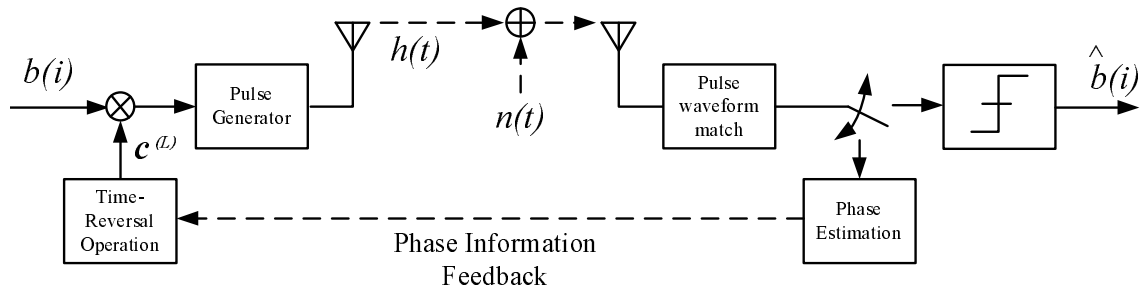 b(i)
c (L)
Pulse
Generator
h(t)
n(t)
Pulse
waveform
match
b̂(i)
Time-
Reversal
Operation
Phase Information
Feedback
Phase
Estimation